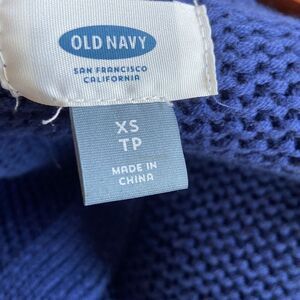 OLD NAVY
SAN FRANCISCO
CALIFORNIA
XS
TP
MADE IN
CHINA